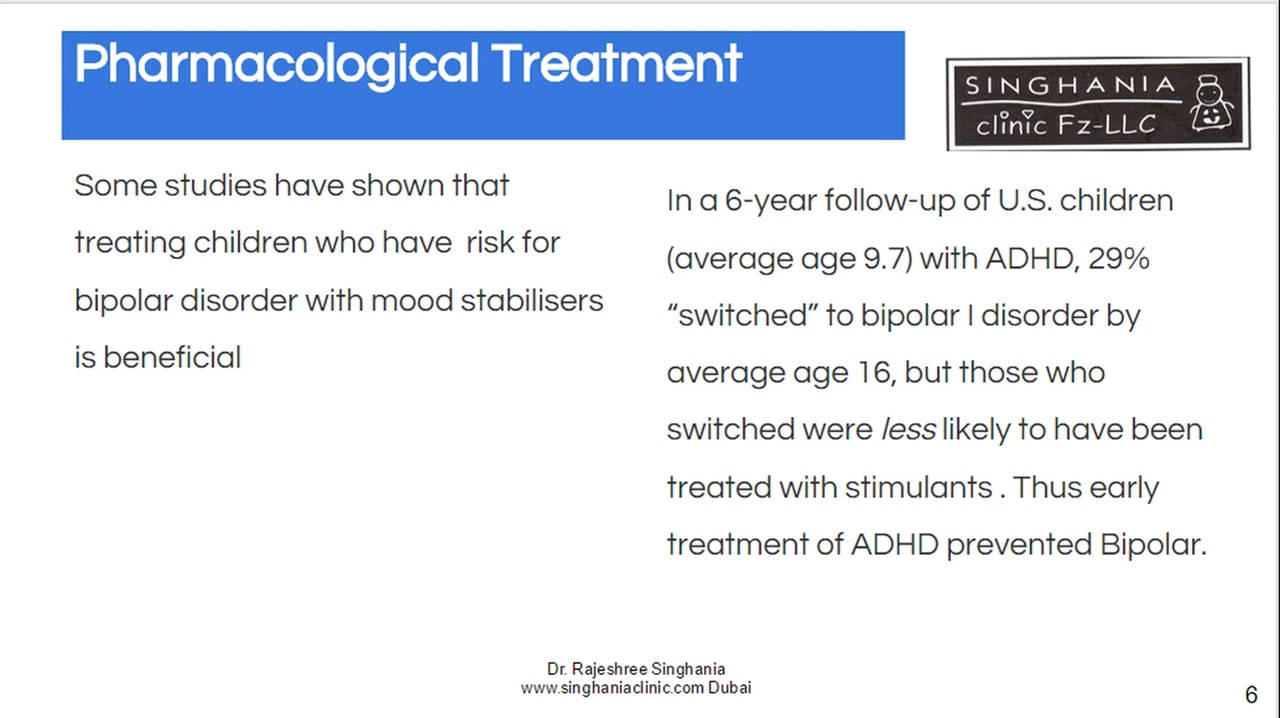 Pharmacological Treatment
SINGHANIA
clinic Fz-LLC
Some studies have shown that
treating children who have  risk for
bipolar disorder with mood stabilisers
is beneficial
In a 6-year follow-up of U.S. children
(average age 9.7) with ADHD, 29%
“switched” to bipolar I disorder by
average age 16, but those who
switched were less likely to have been
treated with stimulants . Thus early
treatment of ADHD prevented Bipolar.
Dr. Rajeshree Singhania
www.singhaniaclinic.com Dubai
6